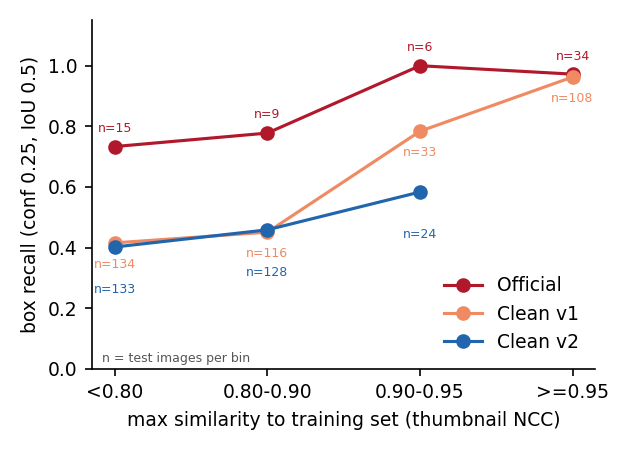 n=6
n=34
1.0
n=15
n=9
n=108
0.8
n=33
0.6
n=134
n=116
n=24
0.4
n=133
n=128
0.2
0.0
box recall (conf 0.25, IoU 0.5)
Official
Clean v1
Clean v2
n = test images per bin
<0.80
0.80-0.90
0.90-0.95
>=0.95
max similarity to training set (thumbnail NCC)